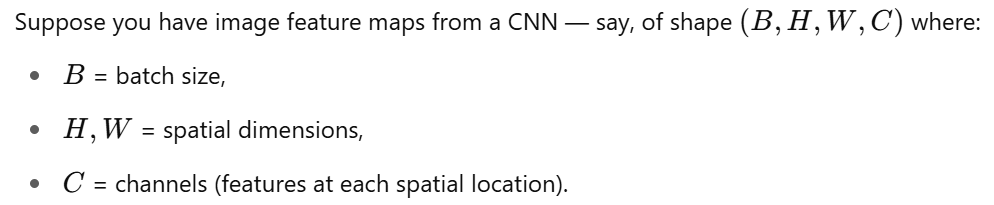 Suppose you have image feature maps from a CNN — say, of shape (B, H, W, C) where:
• B = batch size,
• H, W = spatial dimensions,
• C = channels (features at each spatial location).